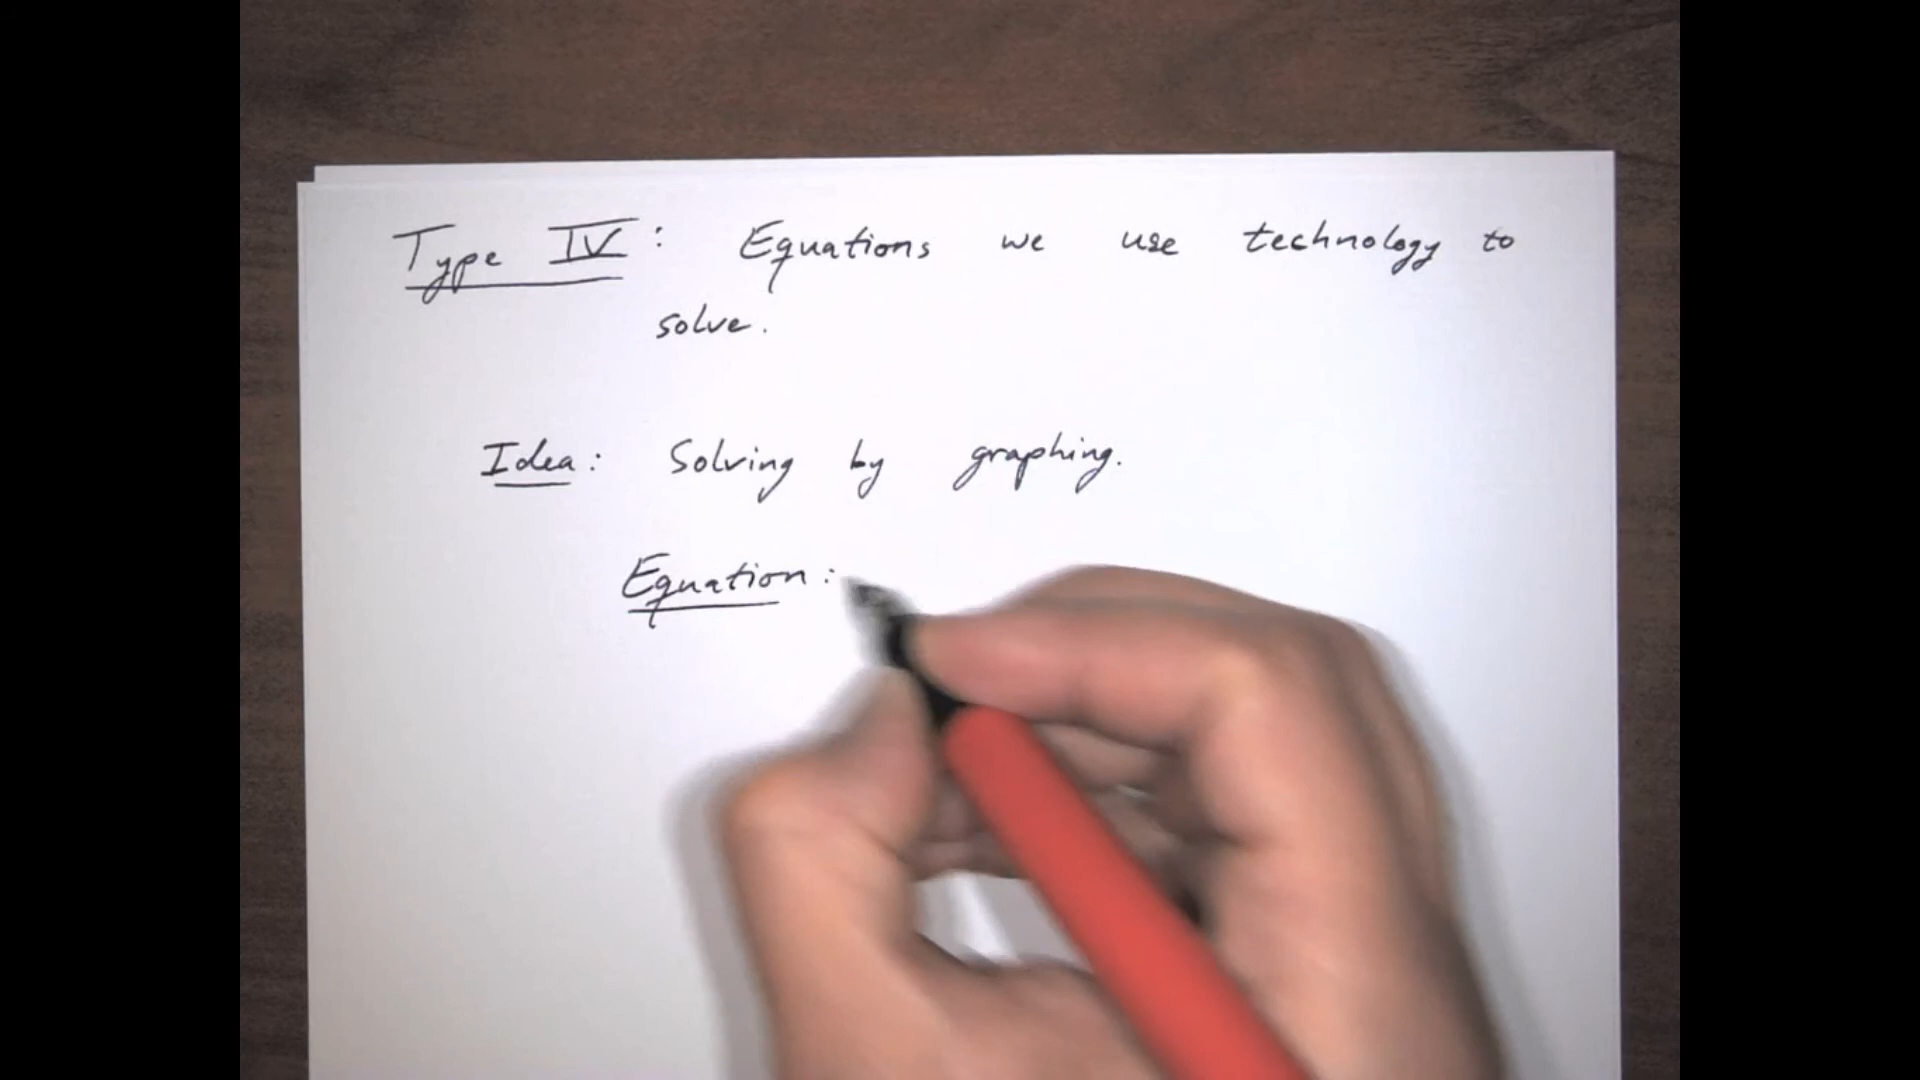 Type IV: Equations we use technology to
solve.
Idea: Solving by graphing.
Equation: